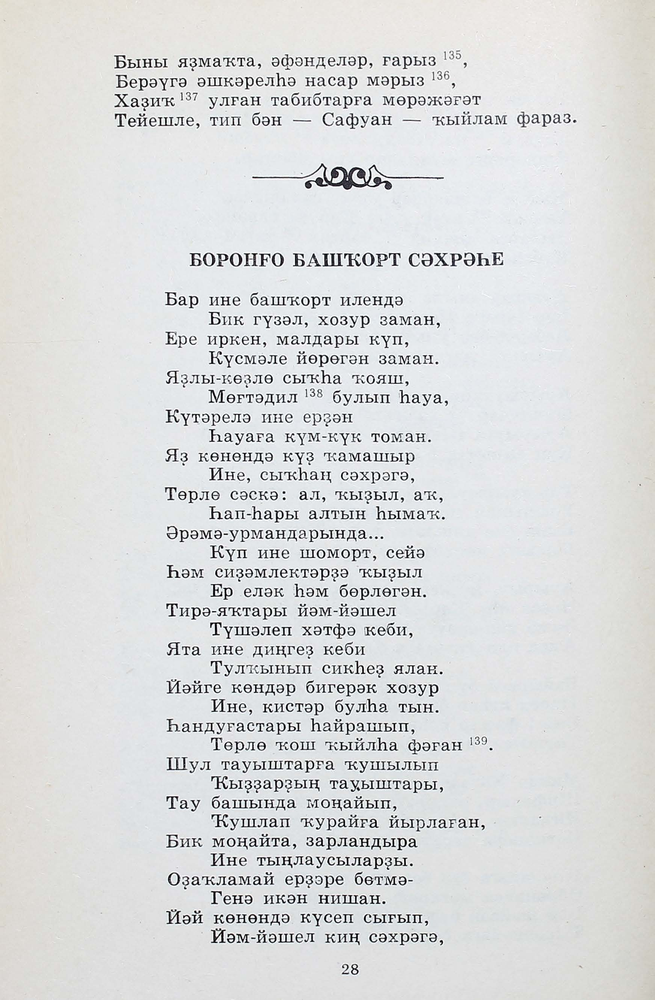 Быны яҙмаҡта, әфәнделәр, ғарыз 135,
Берәүгә әшкәрелһә насар мәрыз 136,
Хаҙиҡ 137 улған табибтарға мөрәжәғәт
Тейешле, тип бән — Сафуан — ҡыйлам фараз.
БОРОНҒО БАШҠОРТ СӘХРӘҺЕ
Бар ине башҡорт илендә
Бик гүзәл, хозур заман,
Ере иркен, малдары күп,
Күсмәле йөрөгән заман.
Яҙлы-көҙлө сыҡһа ҡояш,
Мөғтәдил 138 булып һауа,
Күтәрелә ине ерҙән
Һауаға күм-күк томан.
Яҙ көнөндә күҙ ҡамашыр
Ине, сыҡһаң сәхрәгә,
Төрлө сәскә: ал, ҡыҙыл, аҡ,
Һап-һары алтын һымаҡ.
Әрәмә-урмандарында...
Күп ине шоморт, сейә
Һәм сиҙәмлектәрҙә ҡыҙыл
Ер еләк һәм бөрлөгән.
Тирә-яҡтары йәм-йәшел
Түшәлеп хәтфә кеби,
Ята ине диңгеҙ кеби
Тулҡынып сикһеҙ ялан.
Йәйге көндәр бигерәк хозур
Ине, кистәр булһа тын.
Һандуғастары һайрашып,
Төрлө ҡош ҡыйлһа фәған 139.
Шул тауыштарға ҡушылып
Ҡыҙҙарҙың тауыштары,
Тау башында моңайып,
Ҡушлап ҡурайға йырлаған,
Бик моңайта, зарландыра
Ине тыңлаусыларҙы.
Оҙаҡламай ерҙәре бөтмә-
Генә икән нишан.
Йәй көнөндә күсеп сығып,
Йәм-йәшел киң сәхрәгә,
28